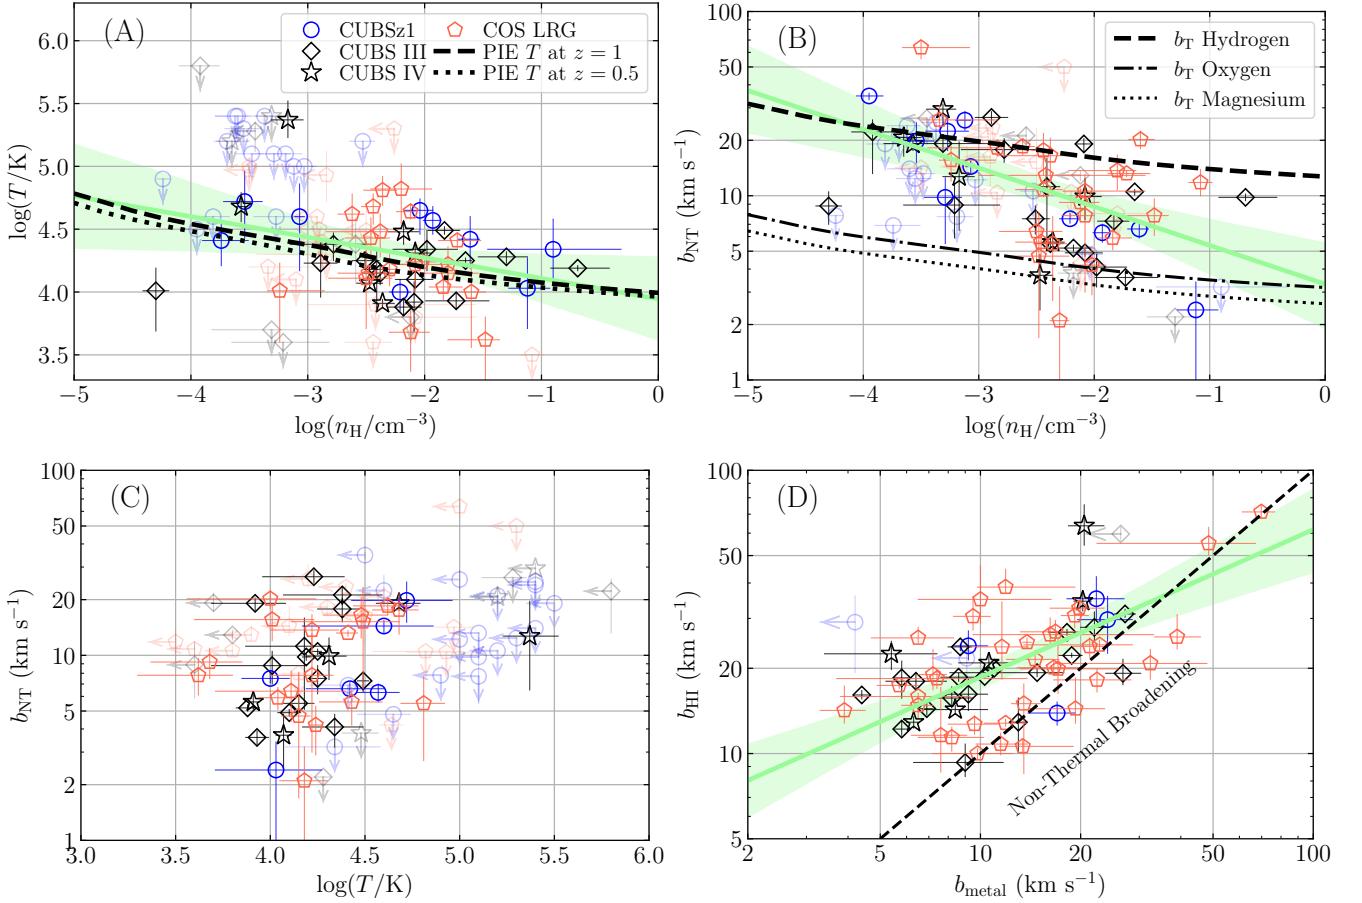 (A)
CUBSz1
COS LRG
CUBS III
PIE T at z = 1
CUBS IV
PIE T at z = 0.5
6.0
5.5
5.0
4.5
4.0
3.5
log(T/K)
−5
−4
−3
−2
−1
0
log(n_H/cm⁻³)
(B)
b_T Hydrogen
b_T Oxygen
b_T Magnesium
100
50
20
10
5
2
1
b_NT (km s⁻¹)
−5
−4
−3
−2
−1
0
log(n_H/cm⁻³)
(C)
100
50
20
10
5
2
1
b_NT (km s⁻¹)
3.0
3.5
4.0
4.5
5.0
5.5
6.0
log(T/K)
(D)
Non-Thermal Broadening
100
50
20
10
5
b_HI (km s⁻¹)
2
5
10
20
50
100
b_metal (km s⁻¹)